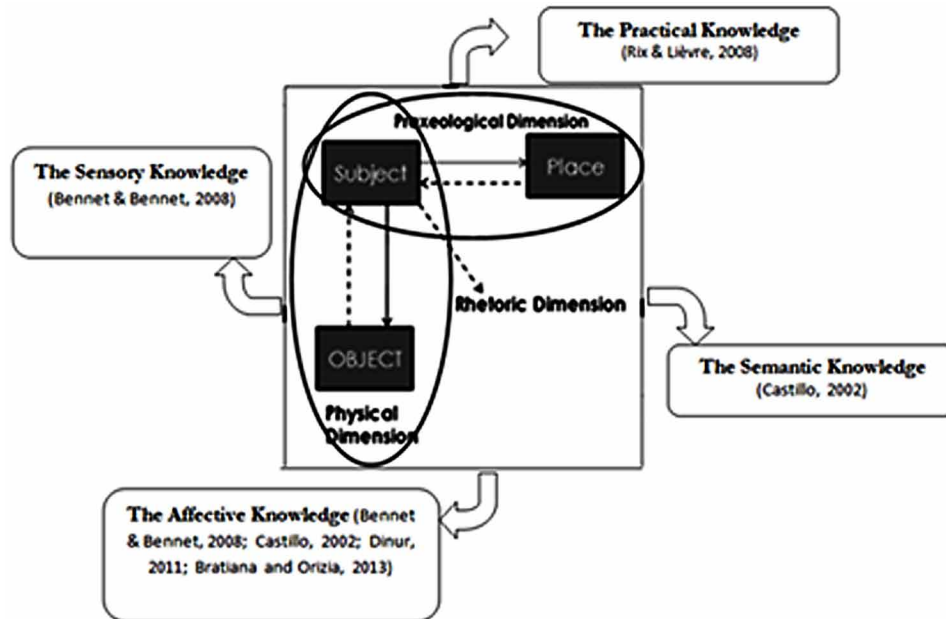 The Practical Knowledge
(Rix & Lièvre, 2008)
Praxeological Dimension
Subject
Place
The Sensory Knowledge
(Bennet & Bennet, 2008)
Rhetoric Dimension
OBJECT
The Semantic Knowledge
(Castillo, 2002)
Physical
Dimension
The Affective Knowledge (Bennet
& Bennet, 2008; Castillo, 2002; Dinur,
2011; Bratiana and Orizia, 2013)